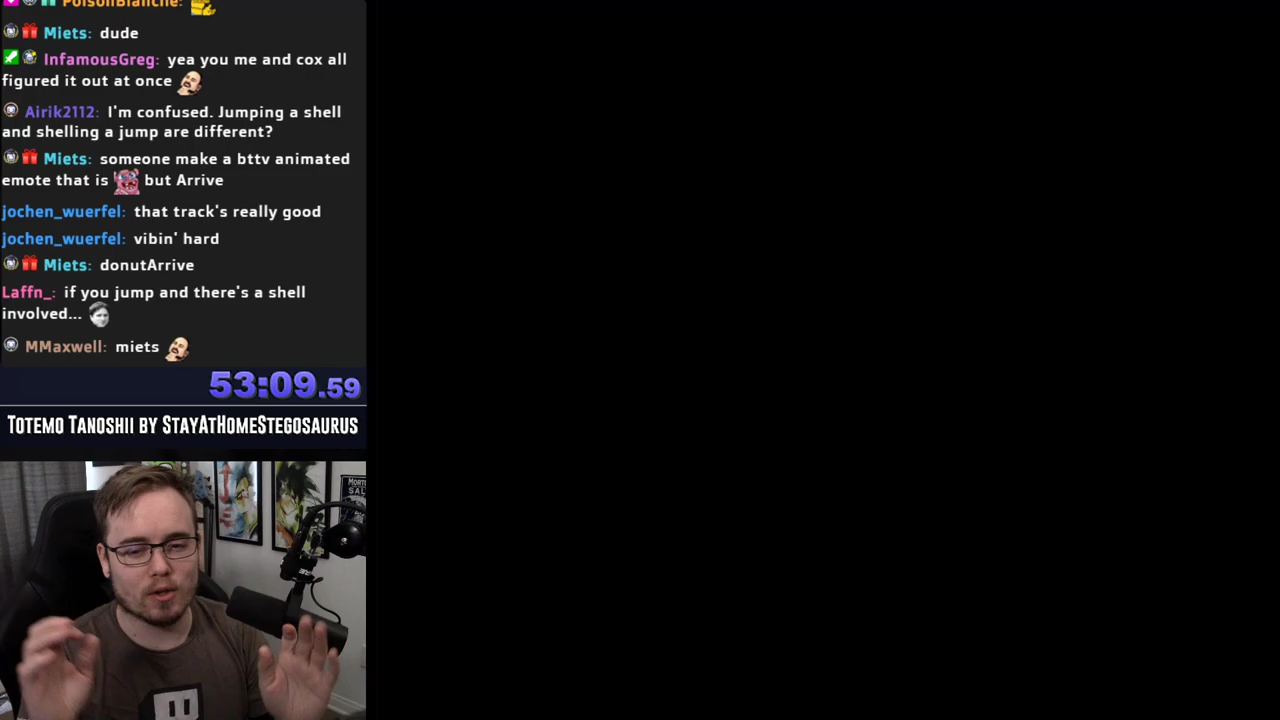 PoisonBlanche:
Miets: dude
InfamousGreg: yea you me and cox all
figured it out at once
Airik2112: I'm confused. Jumping a shell
and shelling a jump are different?
Miets: someone make a bttv animated
emote that is but Arrive
jochen_wuerfel: that track's really good
jochen_wuerfel: vibin' hard
Miets: donutArrive
Laffn_: if you jump and there's a shell
involved...
MMaxwell: miets
53:09.59
Totemo Tanoshii by StayAtHomeStegosaurus